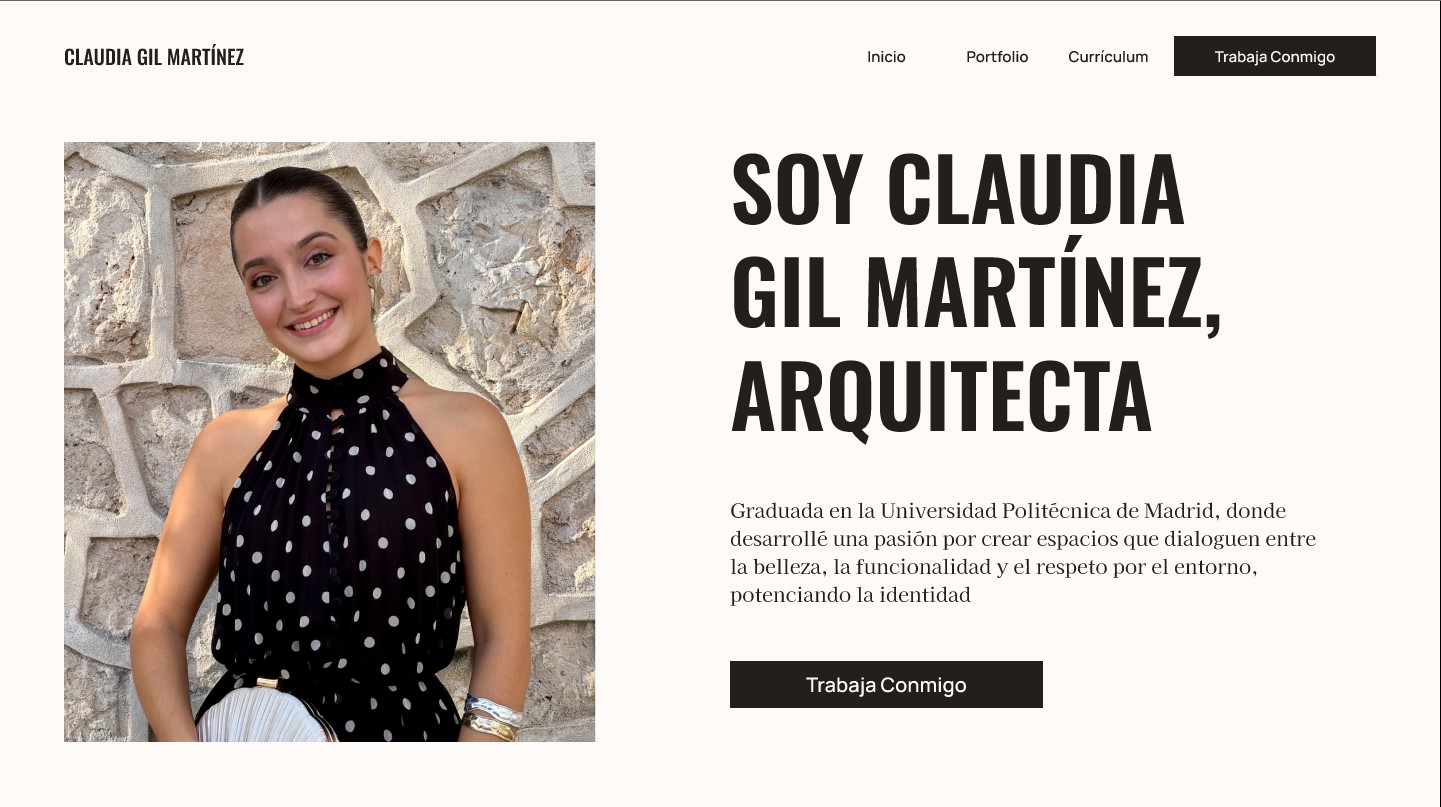 CLAUDIA GIL MARTÍNEZ
Inicio Portfolio Currículum Trabaja Conmigo
SOY CLAUDIA
GIL MARTÍNEZ,
ARQUITECTA
Graduada en la Universidad Politécnica de Madrid, donde
desarrollé una pasión por crear espacios que dialoguen entre
la belleza, la funcionalidad y el respeto por el entorno,
potenciando la identidad
Trabaja Conmigo